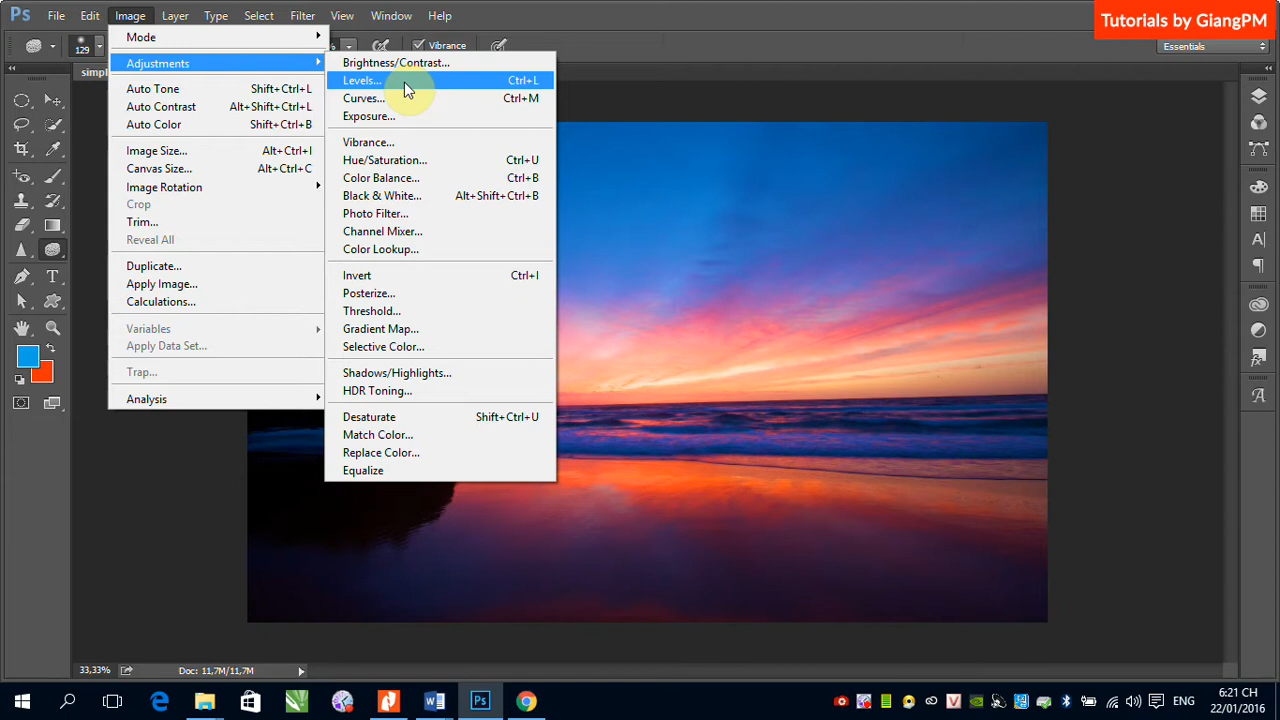 Ps File Edit Image Layer Type Select Filter View Window Help
Tutorials by GiangPM
129 % Vibrance Essentials
simpl
Mode
Adjustments
Auto Tone Shift+Ctrl+L
Auto Contrast Alt+Shift+Ctrl+L
Auto Color Shift+Ctrl+B
Image Size... Alt+Ctrl+I
Canvas Size... Alt+Ctrl+C
Image Rotation
Crop
Trim...
Reveal All
Duplicate...
Apply Image...
Calculations...
Variables
Apply Data Set...
Trap...
Analysis
Brightness/Contrast...
Levels... Ctrl+L
Curves... Ctrl+M
Exposure...
Vibrance...
Hue/Saturation... Ctrl+U
Color Balance... Ctrl+B
Black & White... Alt+Shift+Ctrl+B
Photo Filter...
Channel Mixer...
Color Lookup...
Invert Ctrl+I
Posterize...
Threshold...
Gradient Map...
Selective Color...
Shadows/Highlights...
HDR Toning...
Desaturate Shift+Ctrl+U
Match Color...
Replace Color...
Equalize
33,33% Doc: 11,7M/11,7M
ENG 6:21 CH
22/01/2016